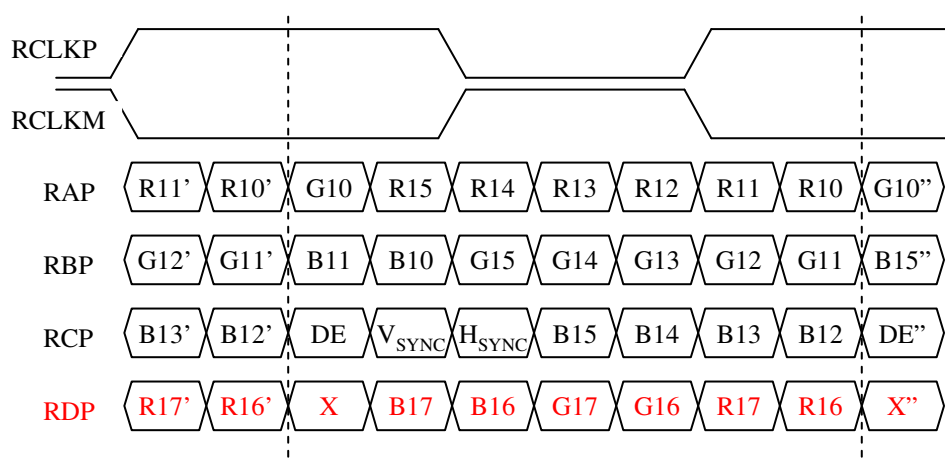 RCLKP
RCLKM
RAP R11’ R10’ G10 R15 R14 R13 R12 R11 R10 G10”
RBP G12’ G11’ B11 B10 G15 G14 G13 G12 G11 B15”
RCP B13’ B12’ DE VSYNC HSYNC B15 B14 B13 B12 DE”
RDP R17’ R16’ X B17 B16 G17 G16 R17 R16 X”